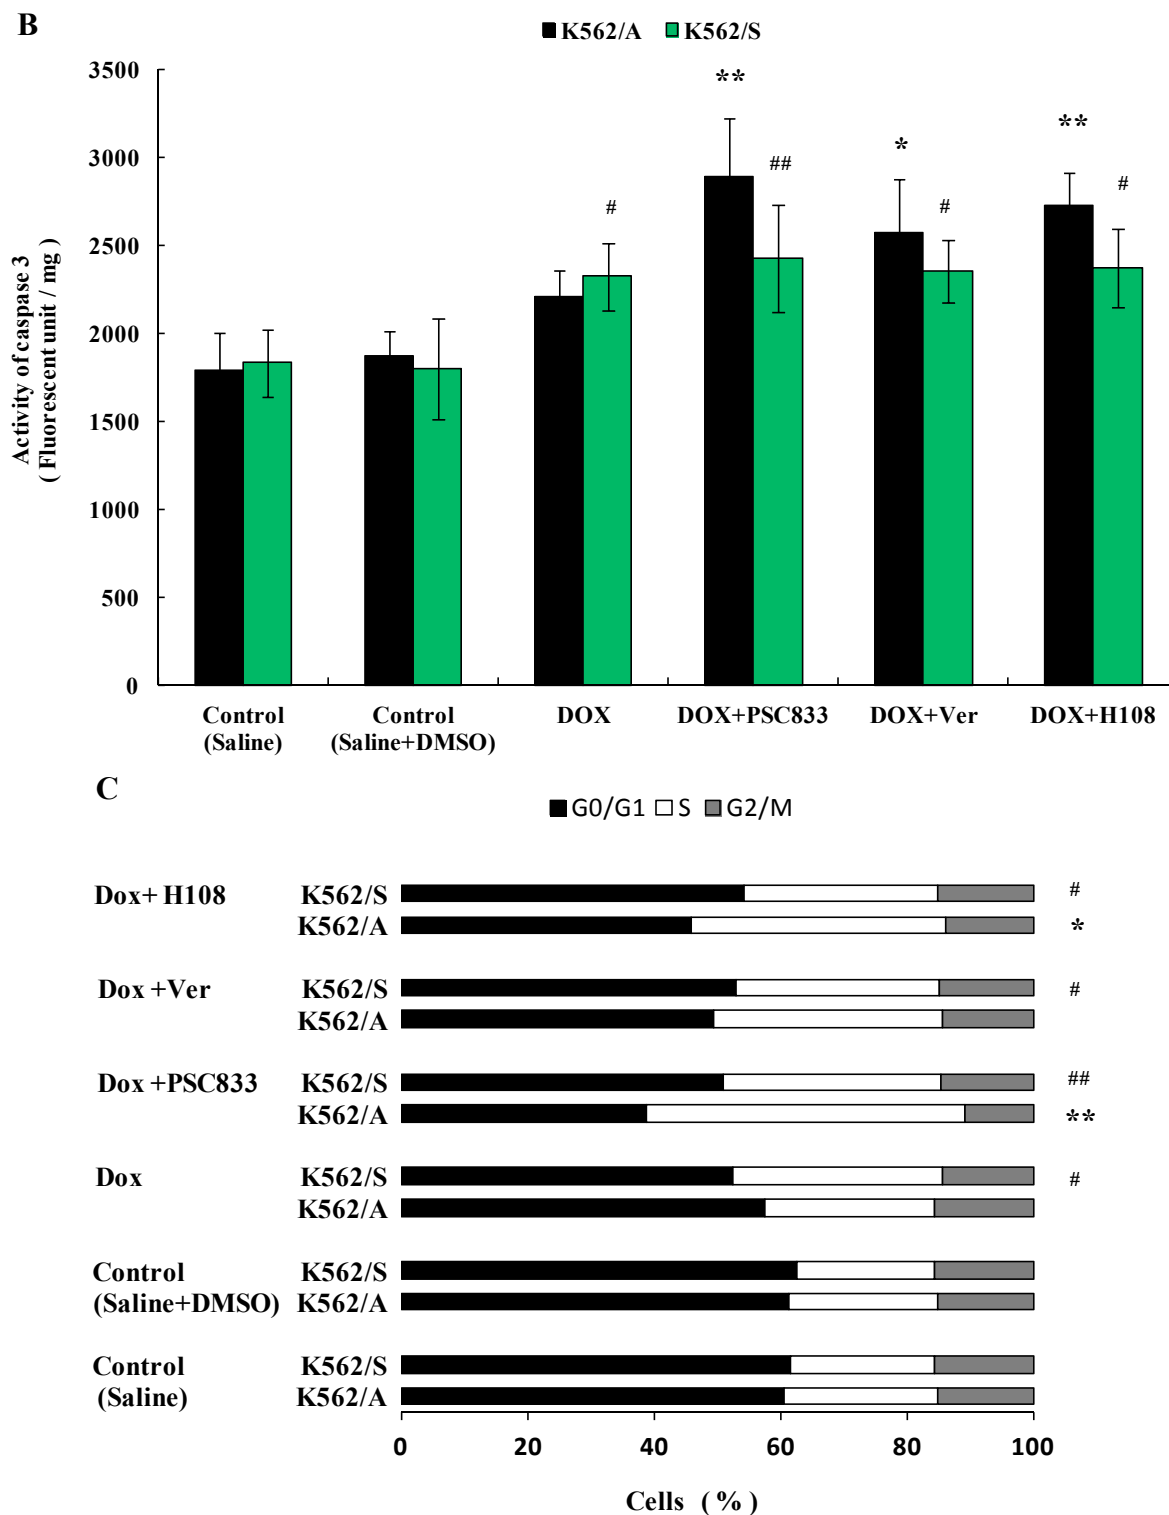 B
K562/A K562/S
Activity of caspase 3
( Fluorescent unit / mg )
3500
3000
2500
2000
1500
1000
500
0
** * **
# ## # #
Control
(Saline)
Control
(Saline+DMSO)
DOX
DOX+PSC833
DOX+Ver
DOX+H108
C
G0/G1 S G2/M
Dox+ H108 K562/S #
K562/A *
Dox +Ver K562/S #
K562/A
Dox +PSC833 K562/S ##
K562/A **
Dox K562/S #
K562/A
Control K562/S
(Saline+DMSO) K562/A
Control K562/S
(Saline) K562/A
0 20 40 60 80 100
Cells ( % )